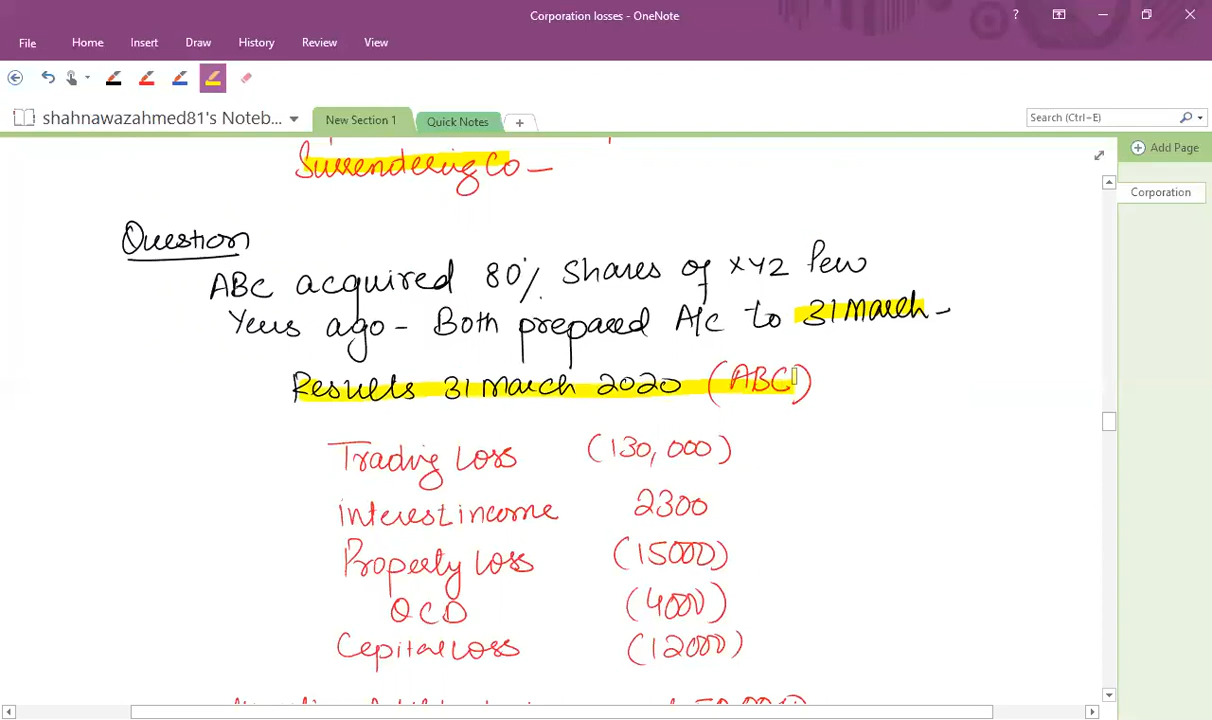 Corporation losses - OneNote
?
File Home Insert Draw History Review View
shahnawazahmed81's Noteb... New Section 1 Quick Notes + Search (Ctrl+E)
Add Page
Corporation
Surrendering Co -
Question
ABC acquired 80% Shares of XYZ few
Years ago - Both prepared A/C to 31 March -
Results 31 March 2020 (ABC)
Trading Loss (130,000)
interest income 2300
Property Loss (15000)
QCD (4000)
Capital Loss (12000)